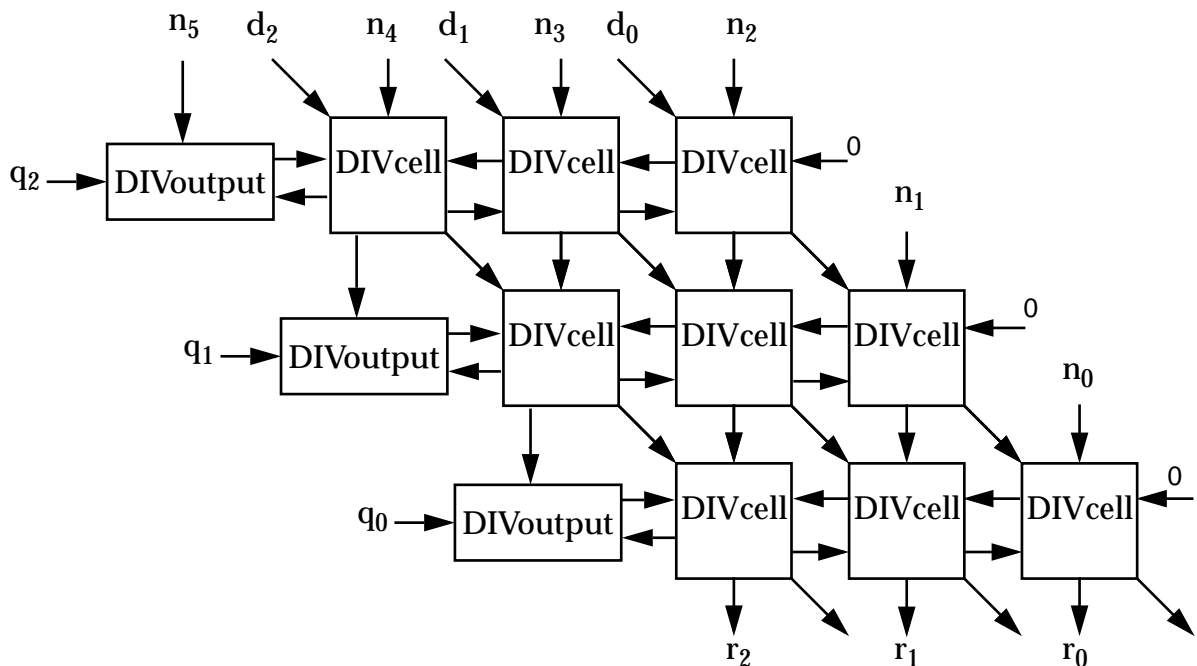 n₅ d₂ n₄ d₁ n₃ d₀ n₂
DIVcell DIVcell DIVcell 0
q₂ DIVoutput
n₁
DIVcell DIVcell DIVcell 0
q₁ DIVoutput
n₀
DIVcell DIVcell DIVcell 0
q₀ DIVoutput
r₂ r₁ r₀